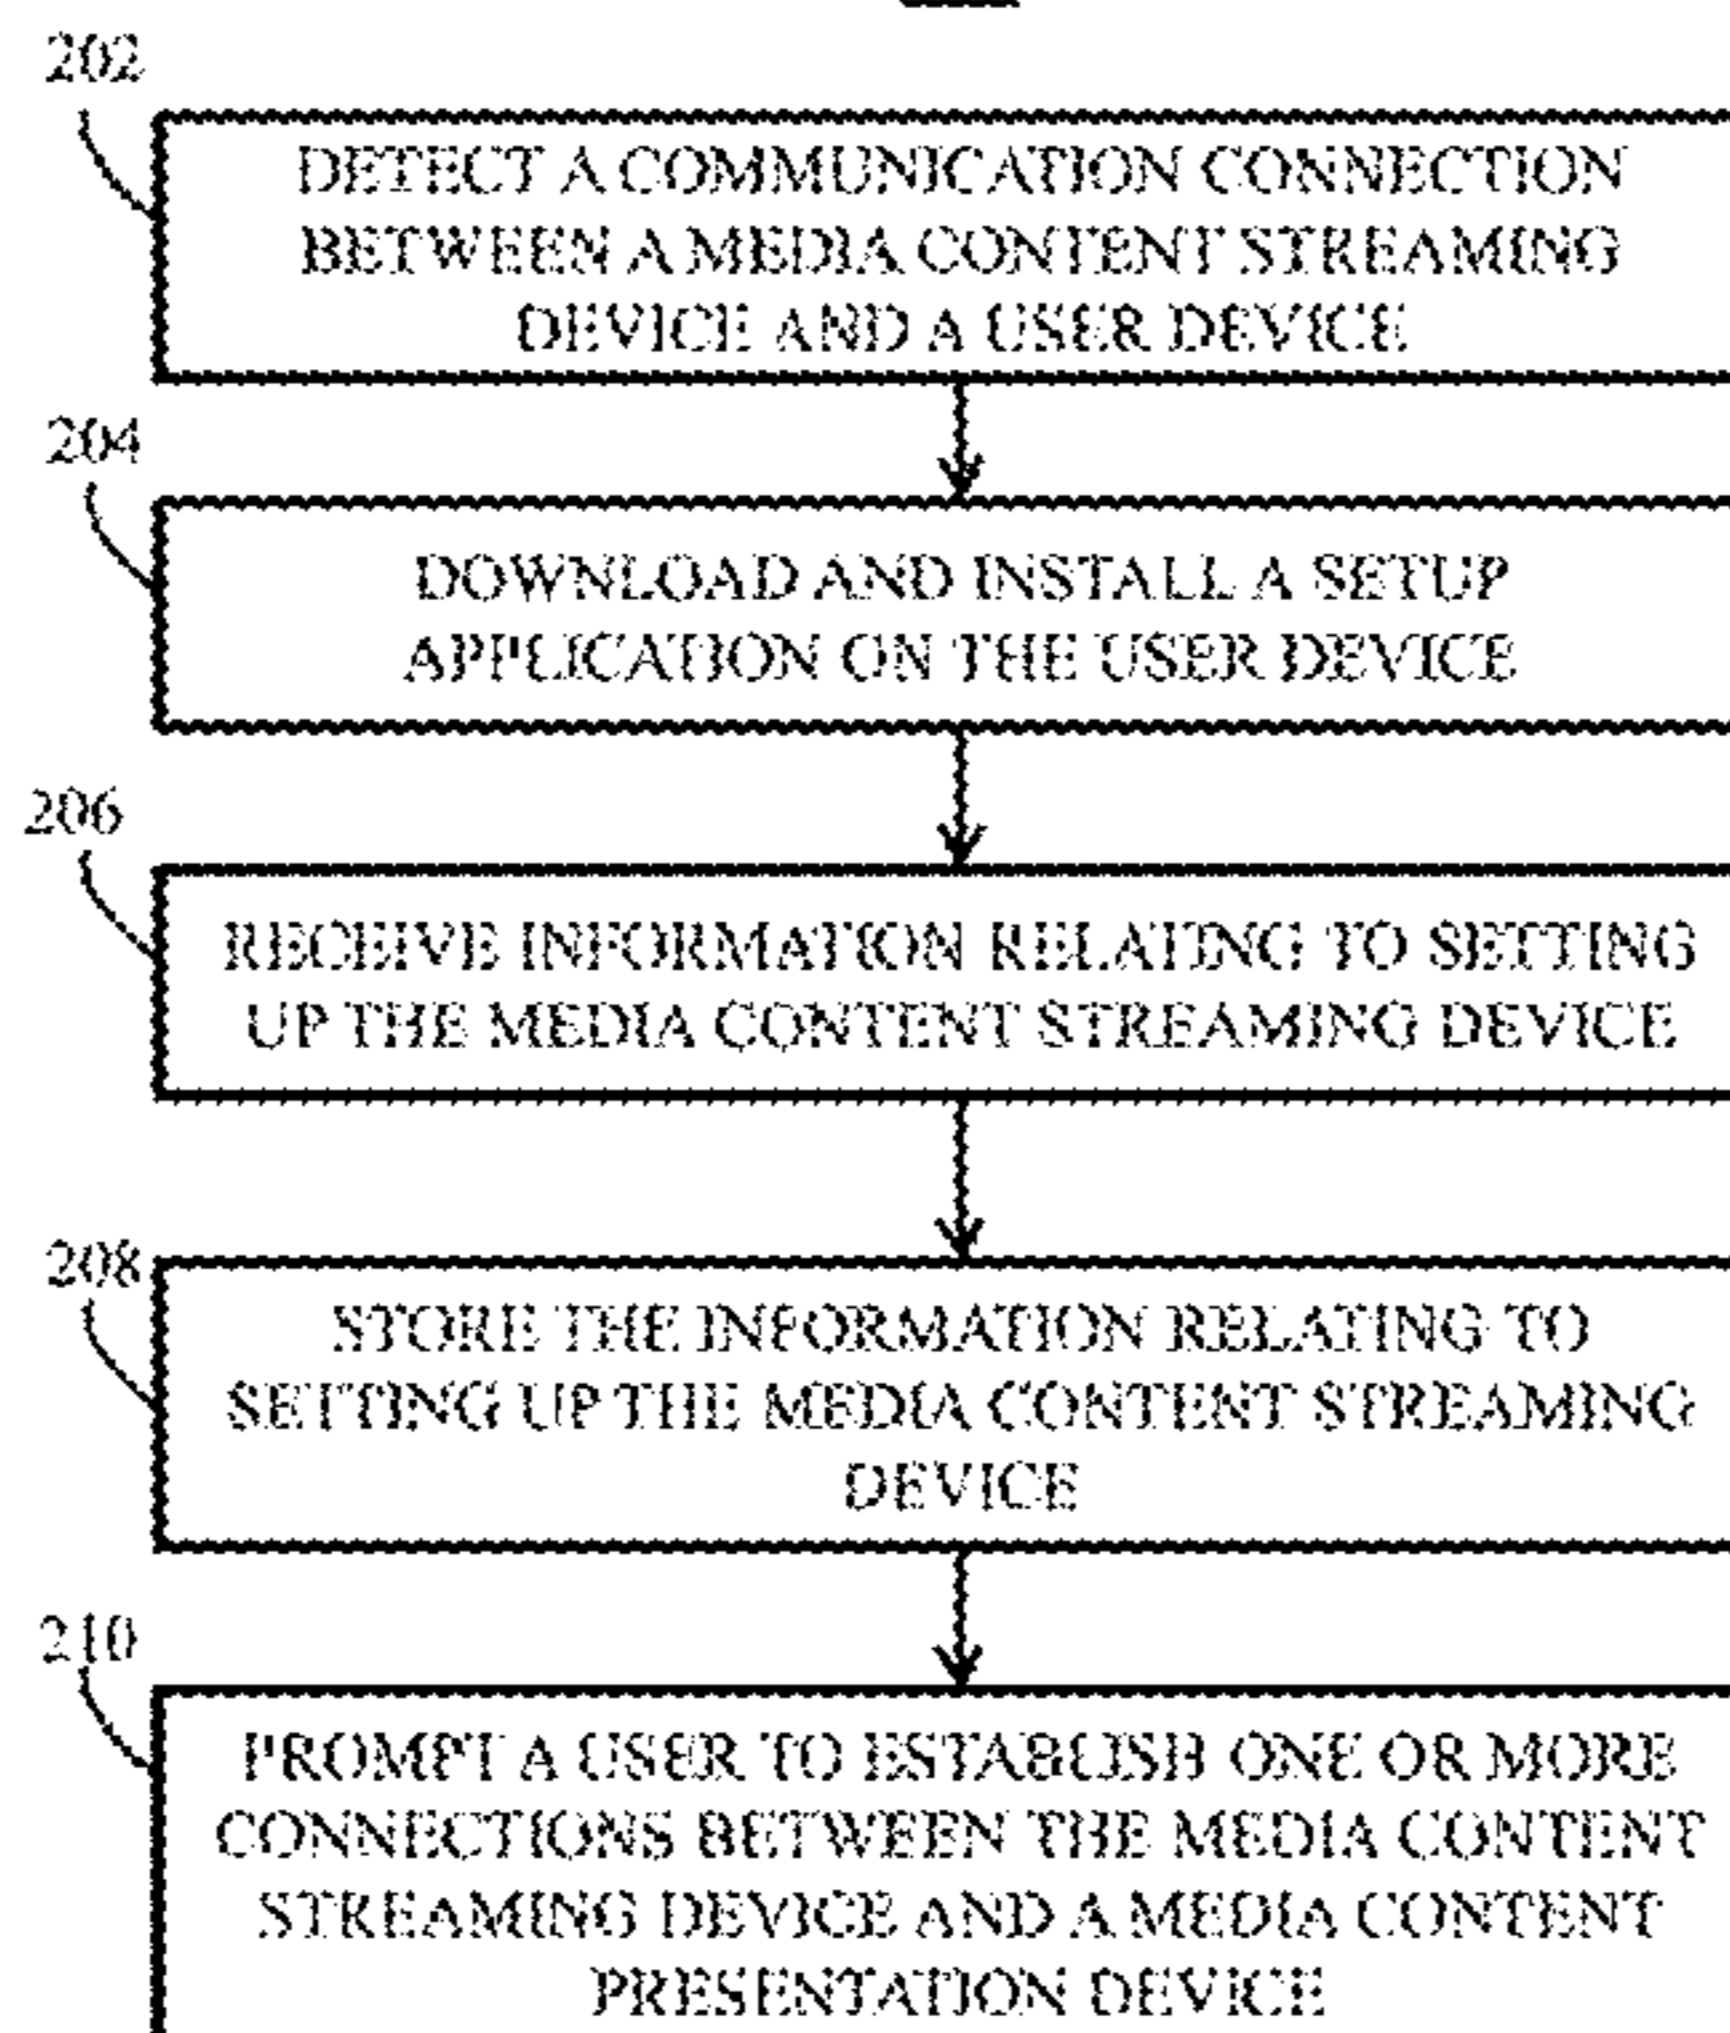 202
DETECT A COMMUNICATION CONNECTION
BETWEEN A MEDIA CONTENT STREAMING
DEVICE AND A USER DEVICE
204
DOWNLOAD AND INSTALL A SETUP
APPLICATION ON THE USER DEVICE
206
RECEIVE INFORMATION RELATING TO SETTING
UP THE MEDIA CONTENT STREAMING DEVICE
208
STORE THE INFORMATION RELATING TO
SETTING UP THE MEDIA CONTENT STREAMING
DEVICE
210
PROMPT A USER TO ESTABLISH ONE OR MORE
CONNECTIONS BETWEEN THE MEDIA CONTENT
STREAMING DEVICE AND A MEDIA CONTENT
PRESENTATION DEVICE